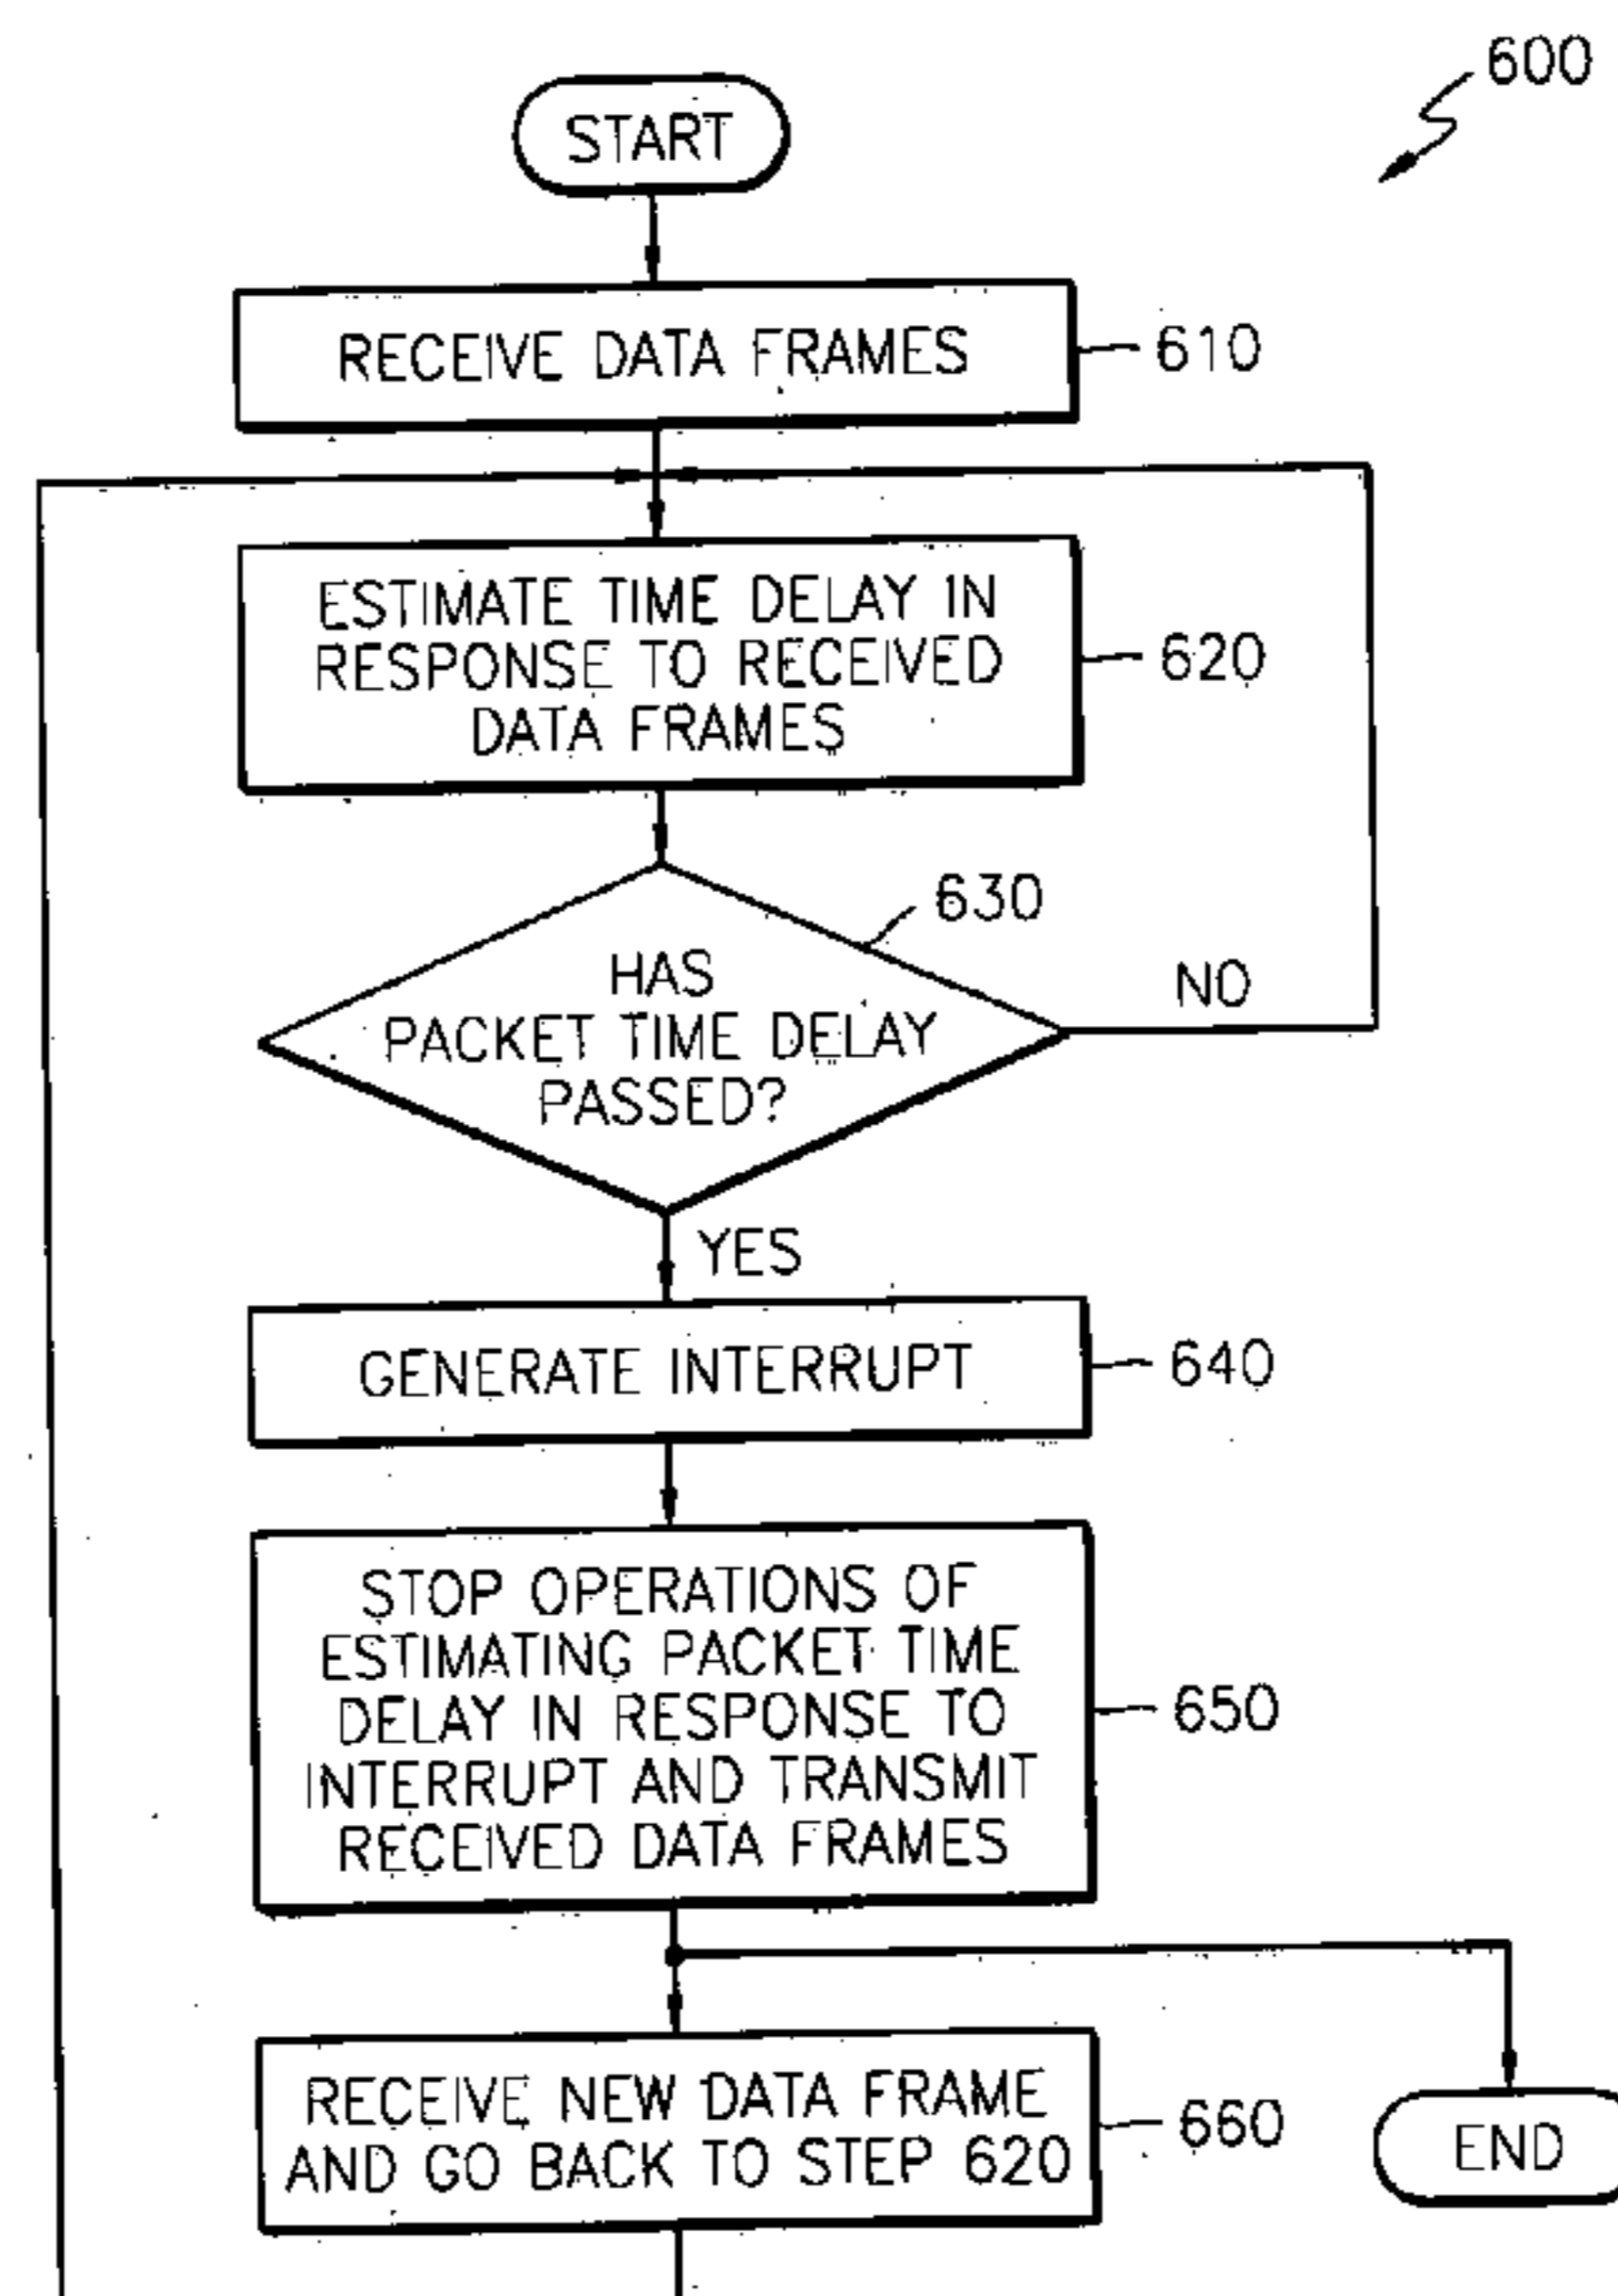 600
START
RECEIVE DATA FRAMES
610
ESTIMATE TIME DELAY IN
RESPONSE TO RECEIVED
DATA FRAMES
620
630
HAS
PACKET TIME DELAY
PASSED?
NO
YES
GENERATE INTERRUPT
640
STOP OPERATIONS OF
ESTIMATING PACKET TIME
DELAY IN RESPONSE TO
INTERRUPT AND TRANSMIT
RECEIVED DATA FRAMES
650
RECEIVE NEW DATA FRAME
AND GO BACK TO STEP 620
660
END